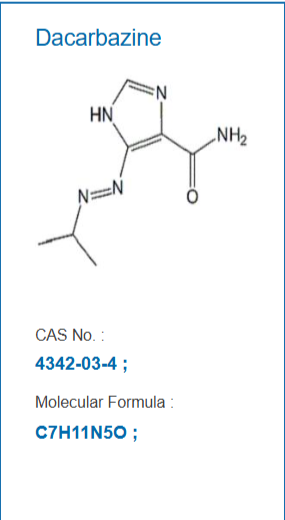 Dacarbazine
N
HN
NH2
N=N
O
CAS No. :
4342-03-4 ;
Molecular Formula :
C7H11N5O ;